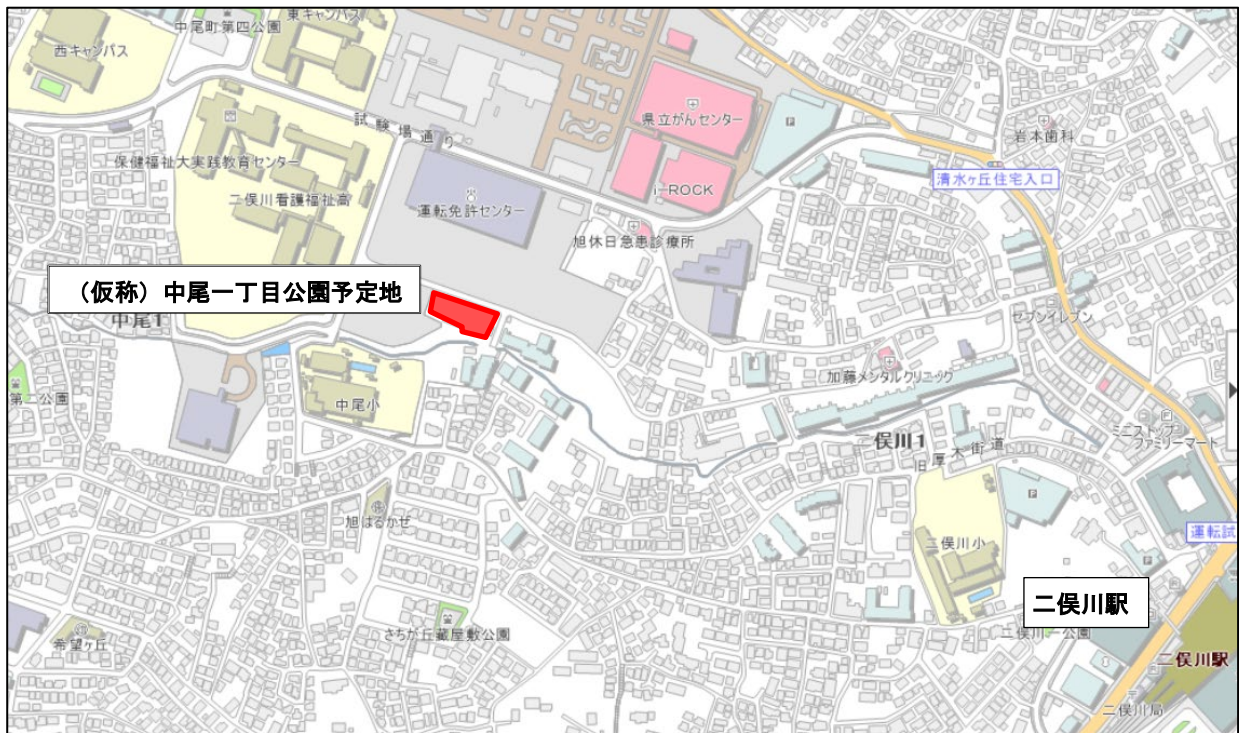 東キャンパス
中尾町第四公園
西キャンパス
試験場通り
県立がんセンター
P
岩本歯科
保健福祉大実践教育センター
清水ヶ丘住宅入口
i-ROCK
二俣川看護福祉高
運転免許センター
旭休日急患診療所
(仮称)中尾一丁目公園予定地
中尾1
セブンイレブン
加藤メンタルクリニック
第二公園
中尾小
ミニストップ
ファミリーマート
二俣川1
旧厚木街道
P
旭はるかぜ
運転試
二俣川小
二俣川駅
さちが丘蔵屋敷公園
希望ヶ丘
二俣川一公園
二俣川駅
二俣川局